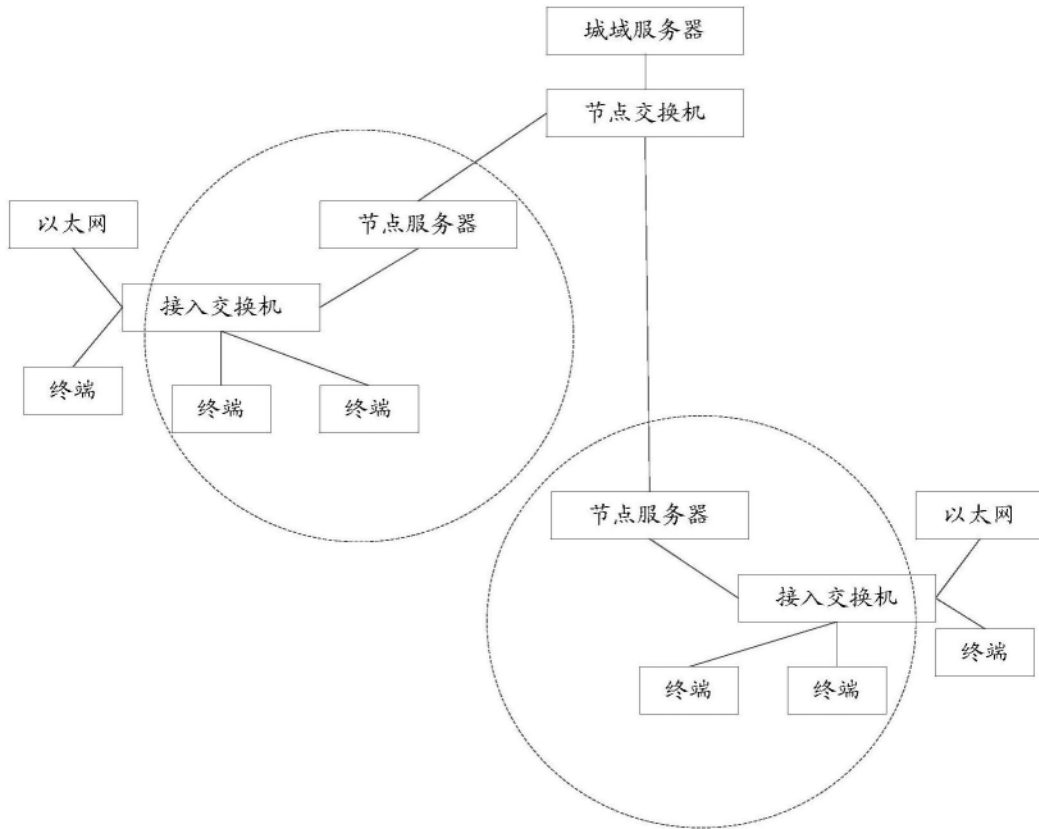 城域服务器
节点交换机
以太网
节点服务器
接入交换机
终端
终端
终端
节点服务器
以太网
接入交换机
终端
终端
终端